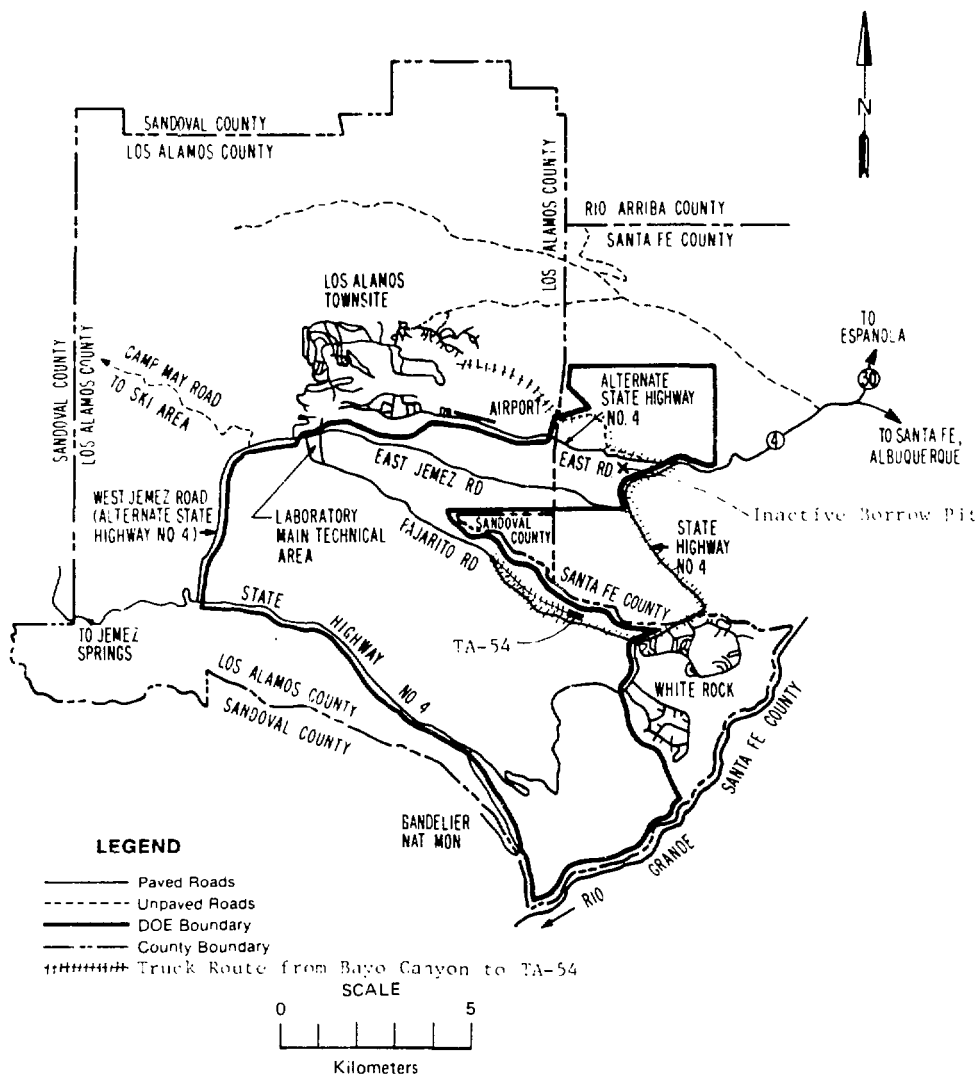 N
SANDOVAL COUNTY
LOS ALAMOS COUNTY
LOS ALAMOS COUNTY
RIO ARRIBA COUNTY
SANTA FE COUNTY
LOS ALAMOS
TOWNSITE
SANDOVAL COUNTY
LOS ALAMOS COUNTY
CAMP MAY ROAD
TO SKI AREA
TO
ESPANOLA
30
AIRPORT
ALTERNATE
STATE HIGHWAY
NO. 4
4
TO SANTA FE,
ALBUQUERQUE
EAST JEMEZ RD
EAST RD
WEST JEMEZ ROAD
(ALTERNATE STATE
HIGHWAY NO 4)
LABORATORY
MAIN TECHNICAL
AREA
PAJARITO RD
SANDOVAL
COUNTY
Inactive Borrow Pit
STATE
HIGHWAY
NO 4
SANTA FE COUNTY
STATE HIGHWAY NO 4
TO JEMEZ
SPRINGS
TA-54
WHITE ROCK
LOS ALAMOS COUNTY
SANDOVAL COUNTY
SANTA FE COUNTY
BANDELIER
NAT MON
RIO GRANDE
LEGEND
Paved Roads
Unpaved Roads
DOE Boundary
County Boundary
Truck Route from Bayo Canyon to TA-54
SCALE
0 5
Kilometers